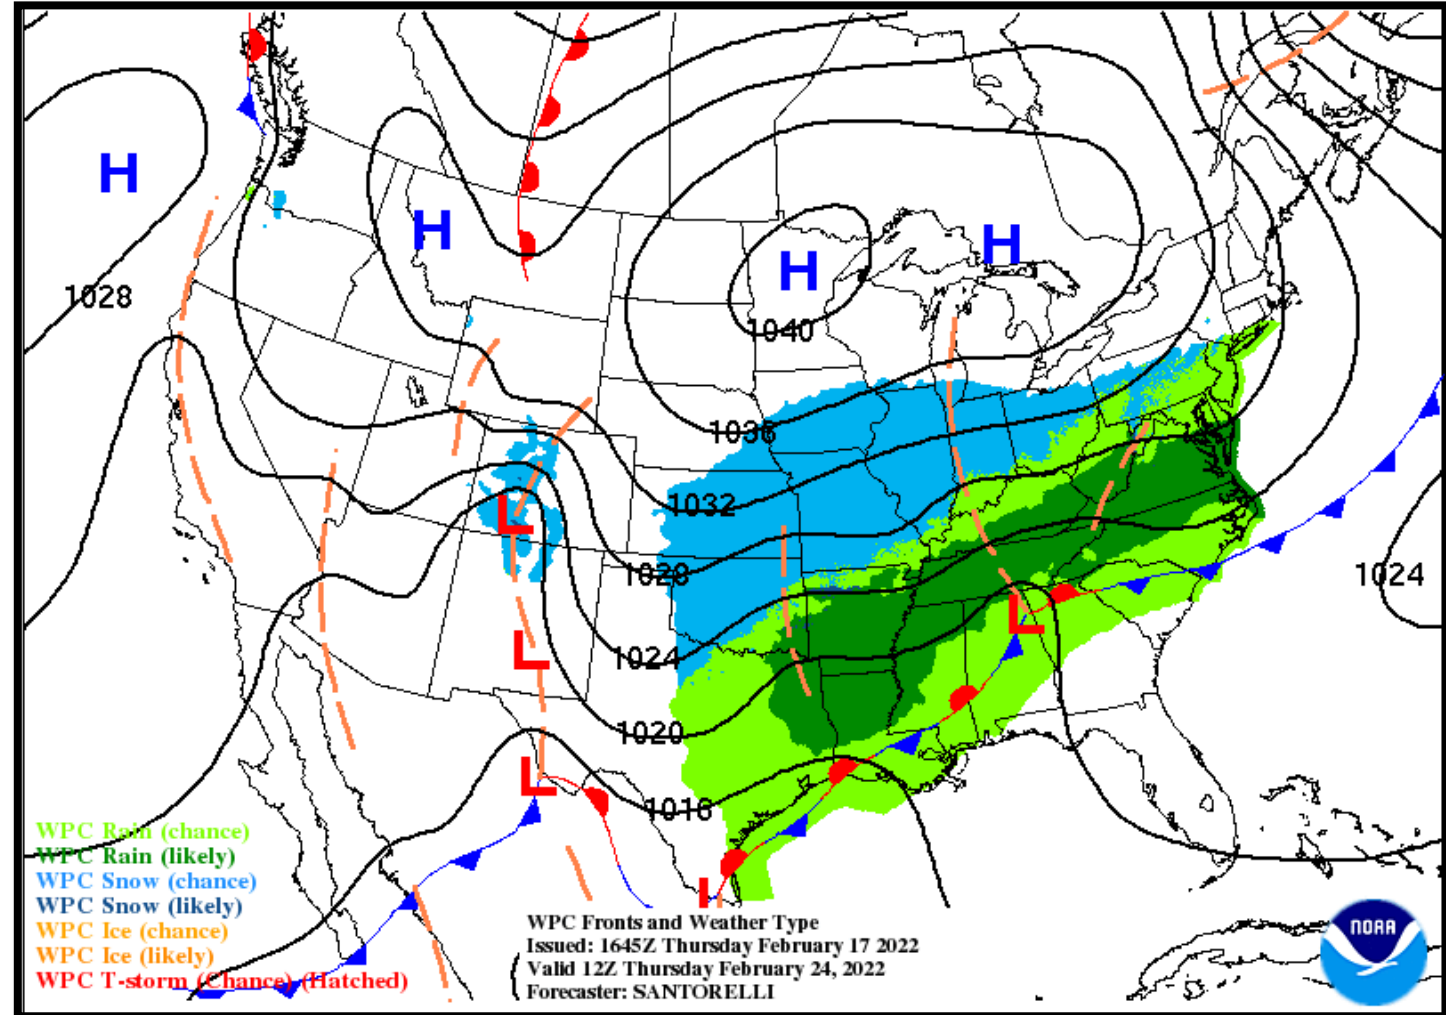 H
H
H
H
1028
1040
1036
1032
L
1028
1024
L
1024
L
1020
L
1016
L
WPC Rain (chance)
WPC Rain (likely)
WPC Snow (chance)
WPC Snow (likely)
WPC Ice (chance)
WPC Ice (likely)
WPC T-storm (Chance) (Hatched)
WPC Fronts and Weather Type
Issued: 1645Z Thursday February 17 2022
Valid 12Z Thursday February 24, 2022
Forecaster: SANTORELLI
NOAA